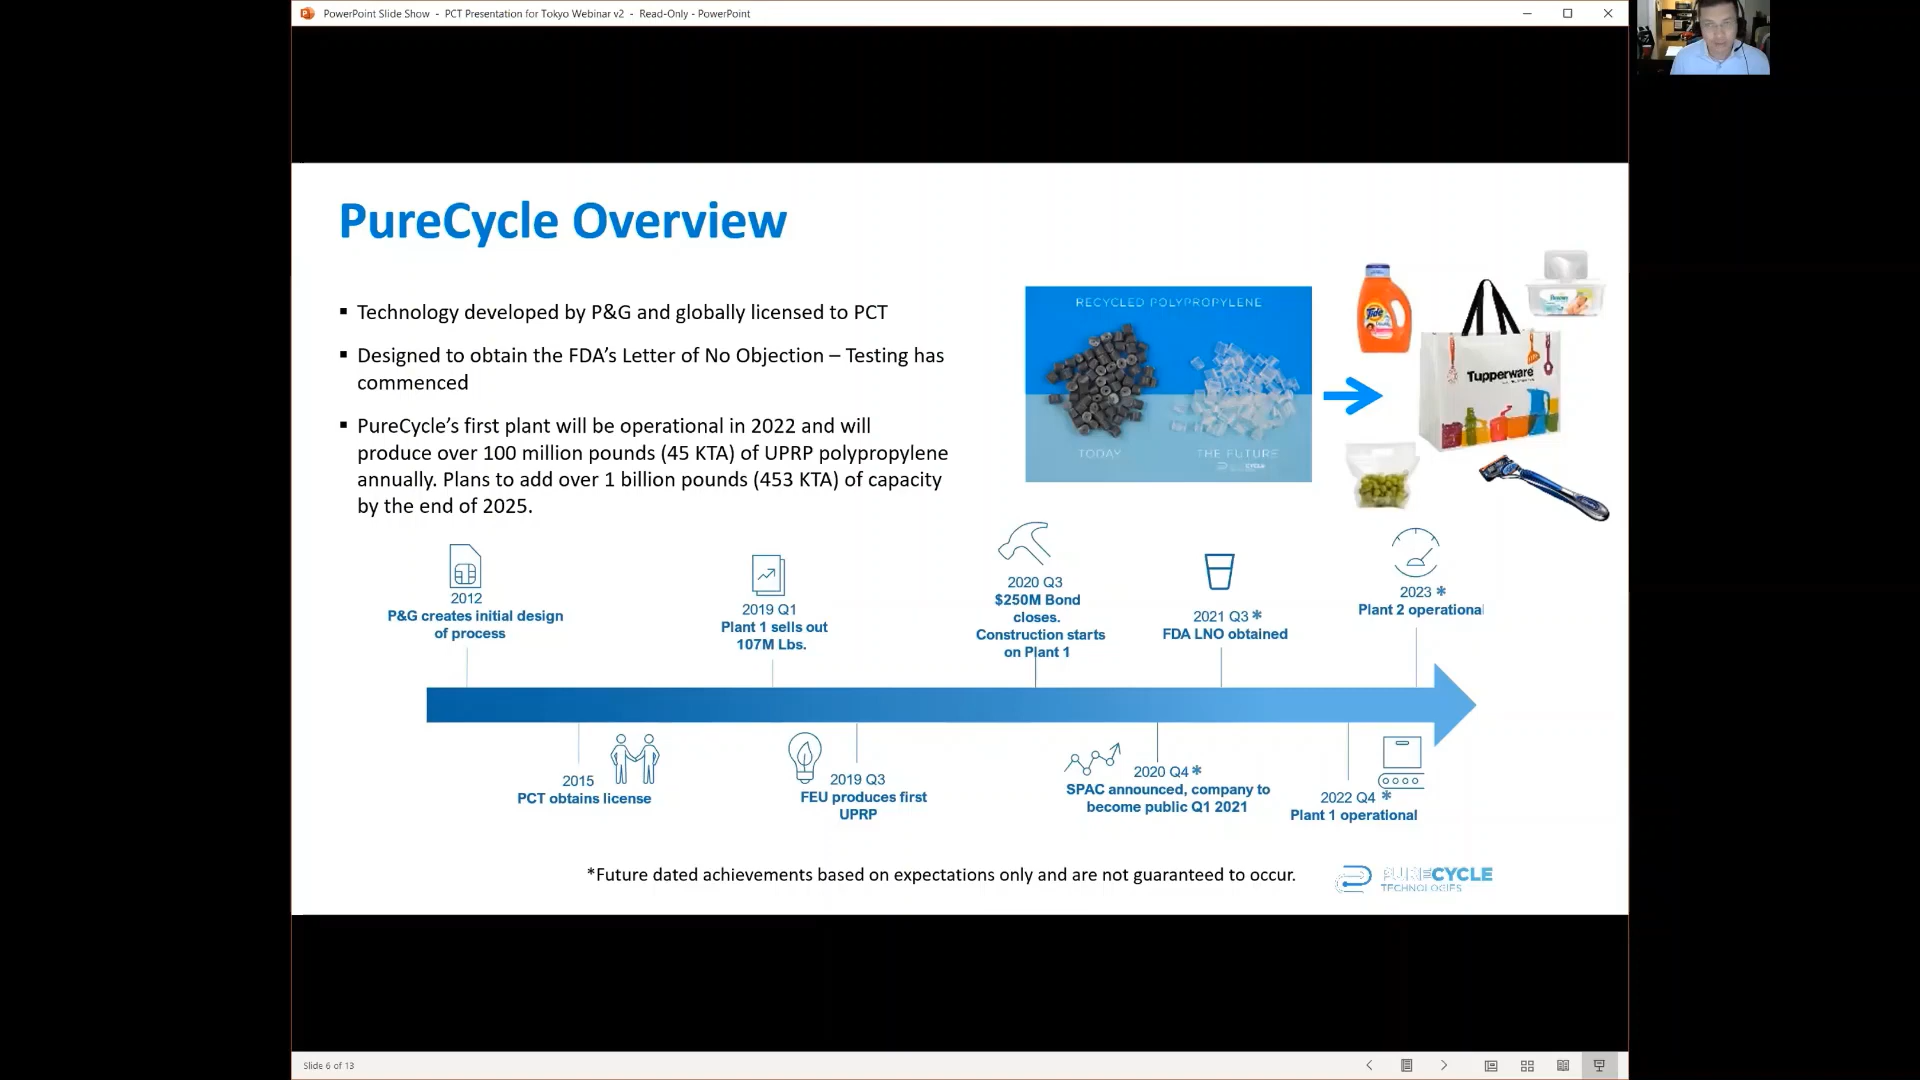 PowerPoint Slide Show - PCT Presentation for Tokyo Webinar v2 - Read-Only - PowerPoint
PureCycle Overview
▪ Technology developed by P&G and globally licensed to PCT
▪ Designed to obtain the FDA's Letter of No Objection – Testing has
commenced
▪ PureCycle's first plant will be operational in 2022 and will
produce over 100 million pounds (45 KTA) of UPRP polypropylene
annually. Plans to add over 1 billion pounds (453 KTA) of capacity
by the end of 2025.
RECYCLED POLYPROPYLENE
TODAY
THE FUTURE
Tide
Tupperware
2012
P&G creates initial design
of process
2019 Q1
Plant 1 sells out
107M Lbs.
2020 Q3
$250M Bond
closes.
Construction starts
on Plant 1
2021 Q3 *
FDA LNO obtained
2023 *
Plant 2 operational
2015
PCT obtains license
2019 Q3
FEU produces first
UPRP
2020 Q4 *
SPAC announced, company to
become public Q1 2021
2022 Q4 *
Plant 1 operational
*Future dated achievements based on expectations only and are not guaranteed to occur.
PURECYCLE
TECHNOLOGIES
Slide 6 of 13